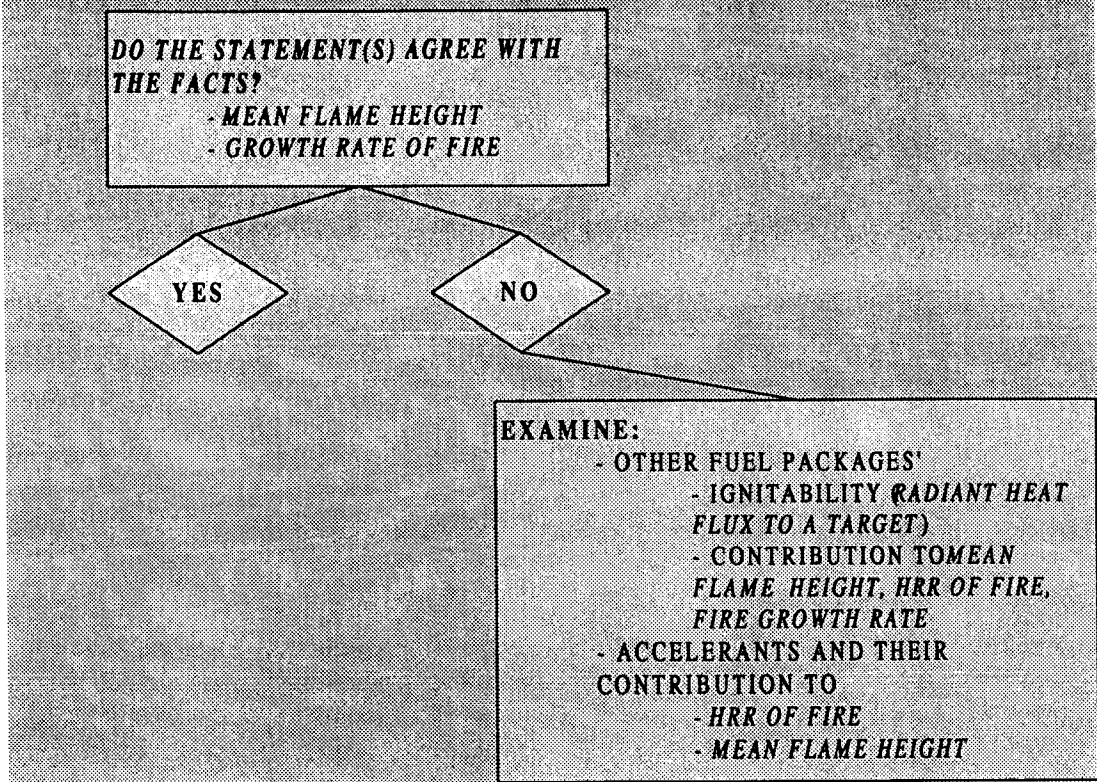 DO THE STATEMENT(S) AGREE WITH
THE FACTS?
- MEAN FLAME HEIGHT
- GROWTH RATE OF FIRE
YES
NO
EXAMINE:
- OTHER FUEL PACKAGES'
- IGNITABILITY (RADIANT HEAT
FLUX TO A TARGET)
- CONTRIBUTION TOMEAN
FLAME HEIGHT, HRR OF FIRE,
FIRE GROWTH RATE
- ACCELERANTS AND THEIR
CONTRIBUTION TO
- HRR OF FIRE
- MEAN FLAME HEIGHT